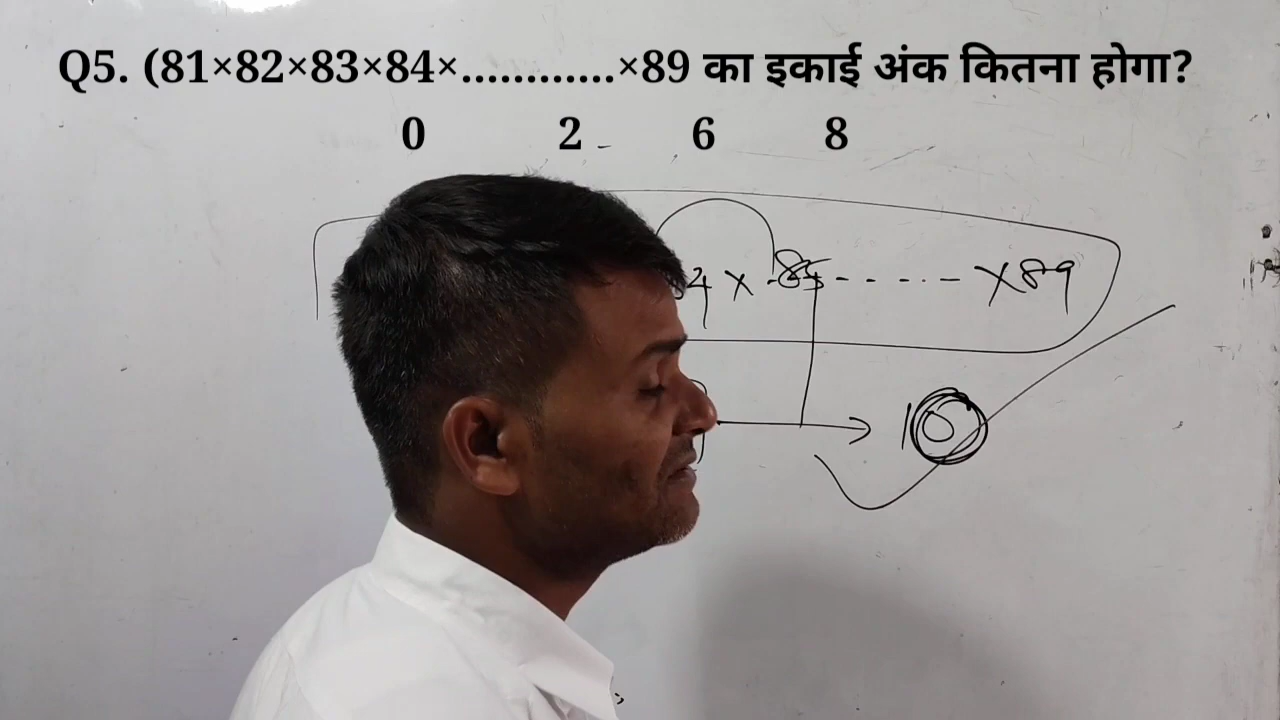 Q5. (81×82×83×84×............×89 का इकाई अंक कितना होगा?
0 2 6 8
4 × 85 - - - - - ×89
→ 10